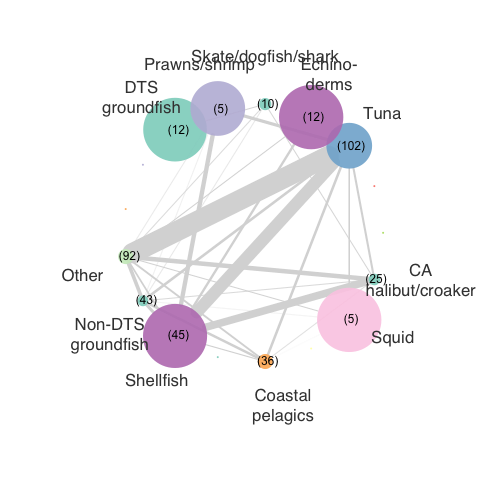 Skate/dogfish/shark
Prawns/shrimp
Echino-
derms
DTS
groundfish
Tuna
(10)
(5)
(12)
(12)
(102)
(92)
Other
(43)
(25)
CA
halibut/croaker
Non-DTS
groundfish
(45)
(5)
Squid
(36)
Shellfish
Coastal
pelagics